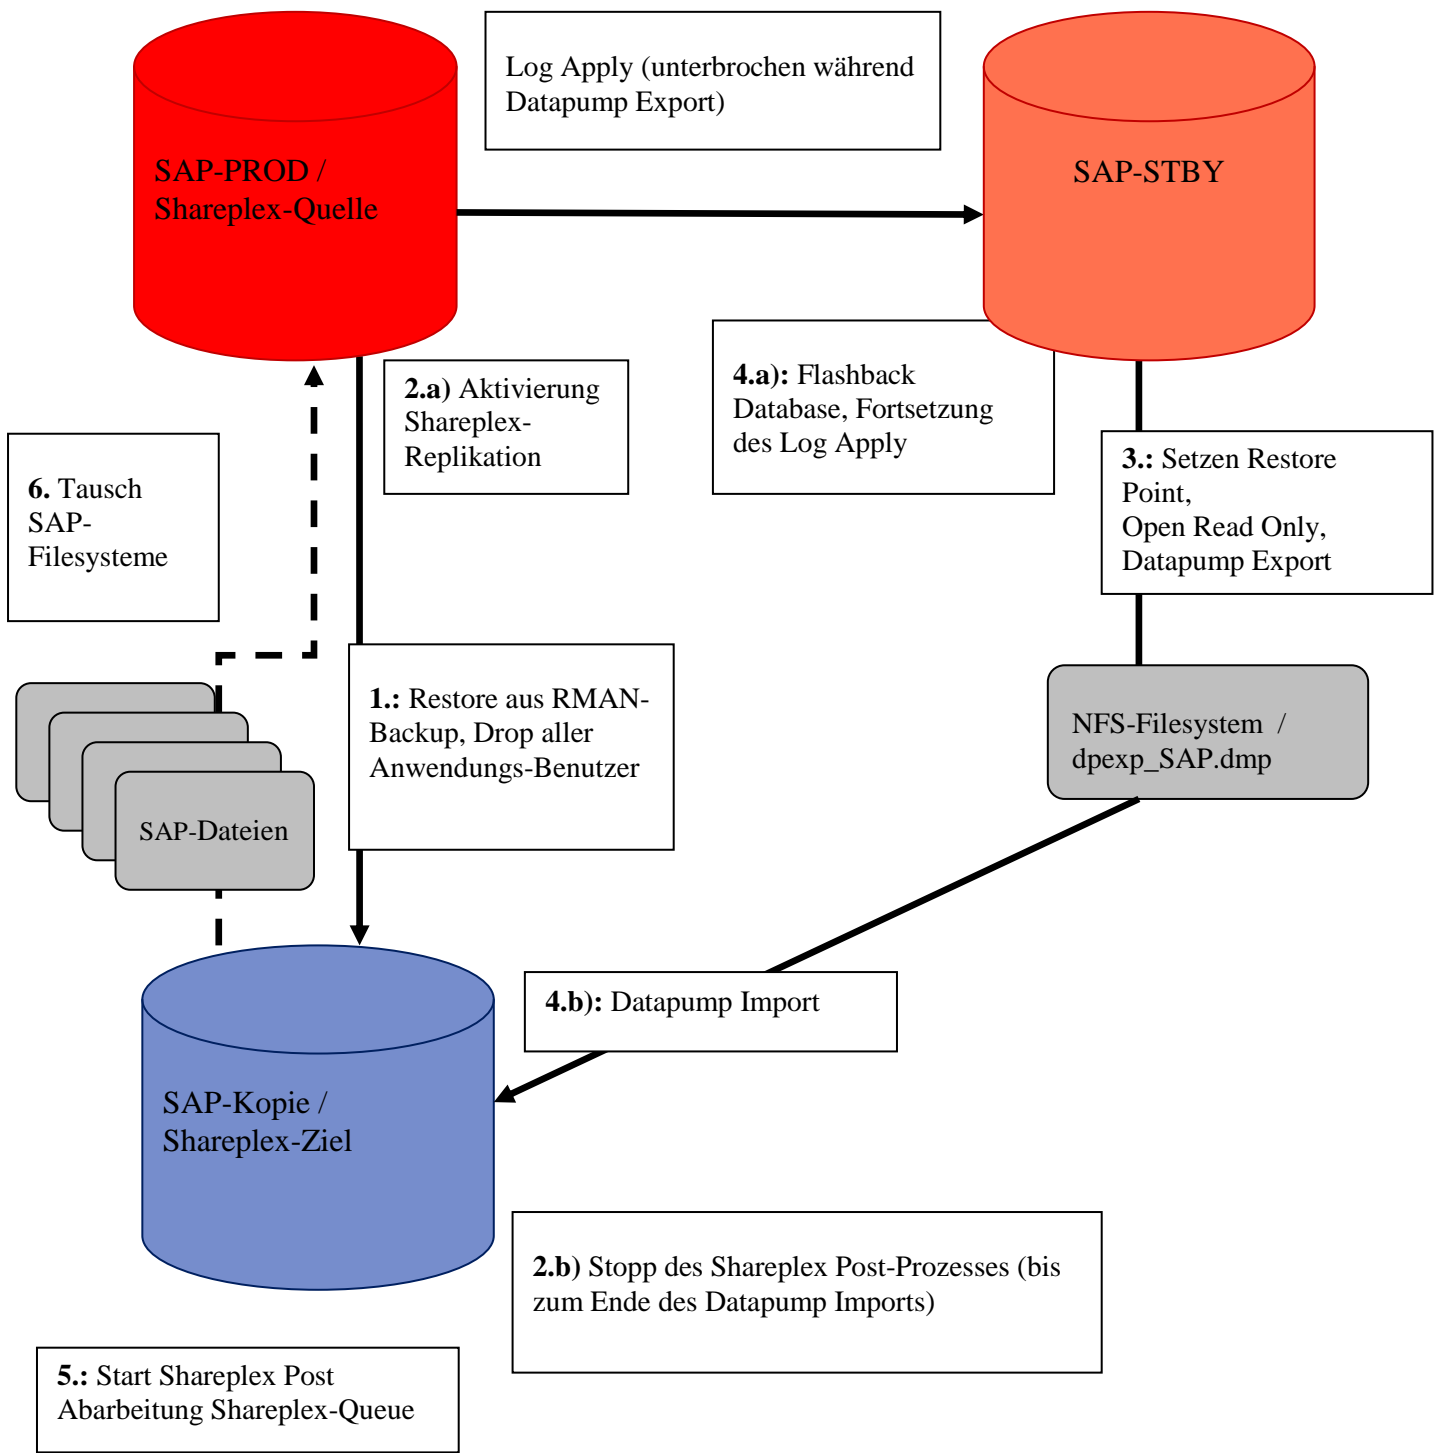 Log Apply (unterbrochen während
Datapump Export)
SAP-PROD /
Shareplex-Quelle
SAP-STBY
2.a) Aktivierung
Shareplex-
Replikation
4.a): Flashback
Database, Fortsetzung
des Log Apply
3.: Setzen Restore
Point,
Open Read Only,
Datapump Export
6. Tausch
SAP-
Filesysteme
1.: Restore aus RMAN-
Backup, Drop aller
Anwendungs-Benutzer
NFS-Filesystem /
dpexp_SAP.dmp
SAP-Dateien
4.b): Datapump Import
SAP-Kopie /
Shareplex-Ziel
2.b) Stopp des Shareplex Post-Prozesses (bis
zum Ende des Datapump Imports)
5.: Start Shareplex Post
Abarbeitung Shareplex-Queue